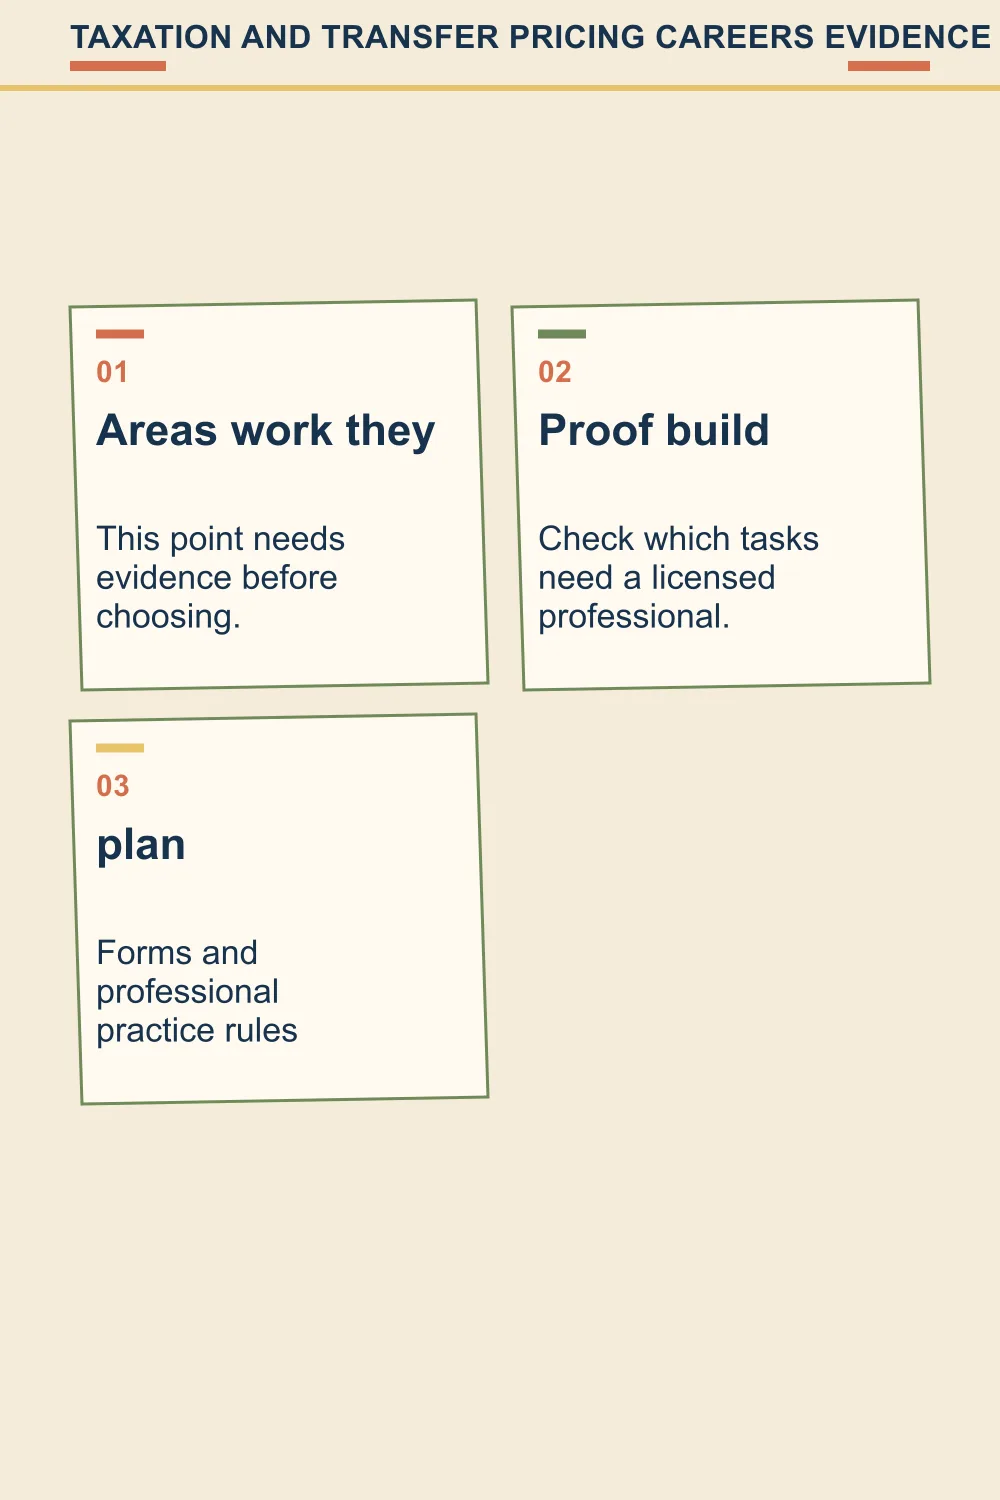 TAXATION AND TRANSFER PRICING CAREERS EVIDENCE
01
Areas work they
This point needs
evidence before
choosing.
02
Proof build
Check which tasks
need a licensed
professional.
03
plan
Forms and
professional
practice rules